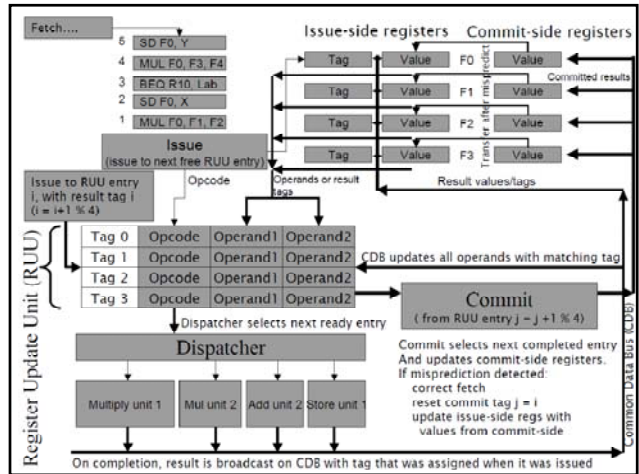 Fetch....
5 SD F0, Y
4 MUL F0, F3, F4
3 BEQ R10, Lab
2 SD F0, X
1 MUL F0, F1, F2
Issue
(issue to next free RUU entry)
Issue-side registers
Commit-side registers
Tag Value F0 Value
Tag Value F1 Value
Tag Value F2 Value
Tag Value F3 Value
Transfer after mispredict
Committed results
Issue to RUU entry
i, with result tag i
(i = i+1 % 4)
Opcode
Operands or result
tags
Result values/tags
Register Update Unit (RUU)
Tag 0 Opcode Operand1 Operand2
Tag 1 Opcode Operand1 Operand2
Tag 2 Opcode Operand1 Operand2
Tag 3 Opcode Operand1 Operand2
CDB updates all operands with matching tag
Commit
( from RUU entry j = j +1 % 4)
Dispatcher selects next ready entry
Dispatcher
Multiply unit 1
Mul unit 2
Add unit 2
Store unit 1
Commit selects next completed entry
And updates commit-side registers.
If misprediction detected:
correct fetch
reset commit tag j = i
update issue-side regs with
values from commit-side
Common Data Bus (CDB)
On completion, result is broadcast on CDB with tag that was assigned when it was issued